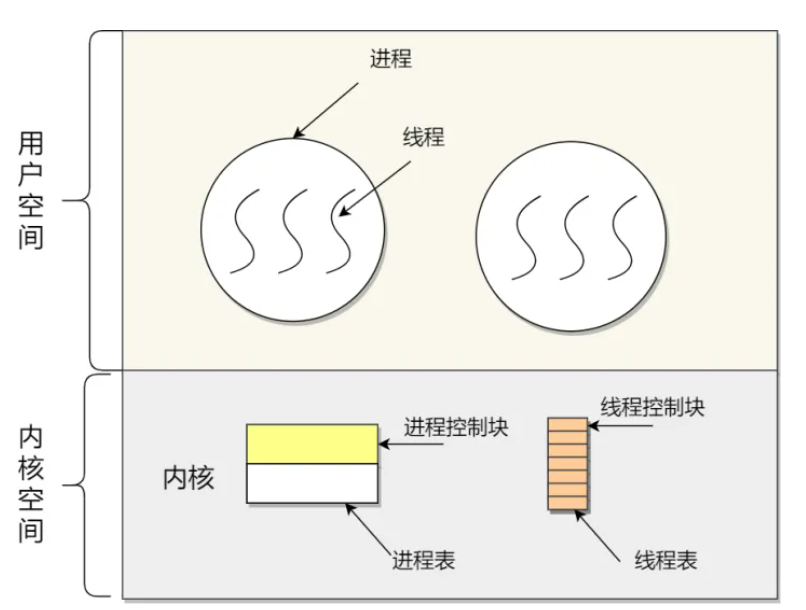 进程
线程
用户空间
线程控制块
进程控制块
内核空间
内核
进程表
线程表